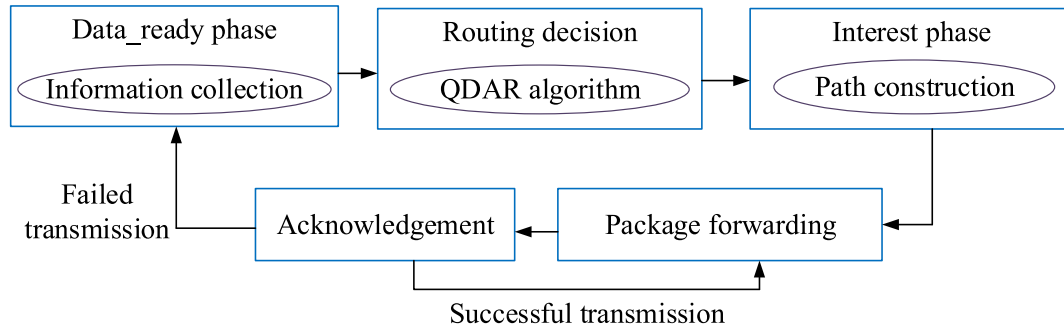 Data_ready phase
Information collection
Routing decision
QDAR algorithm
Interest phase
Path construction
Failed
transmission
Acknowledgement
Package forwarding
Successful transmission